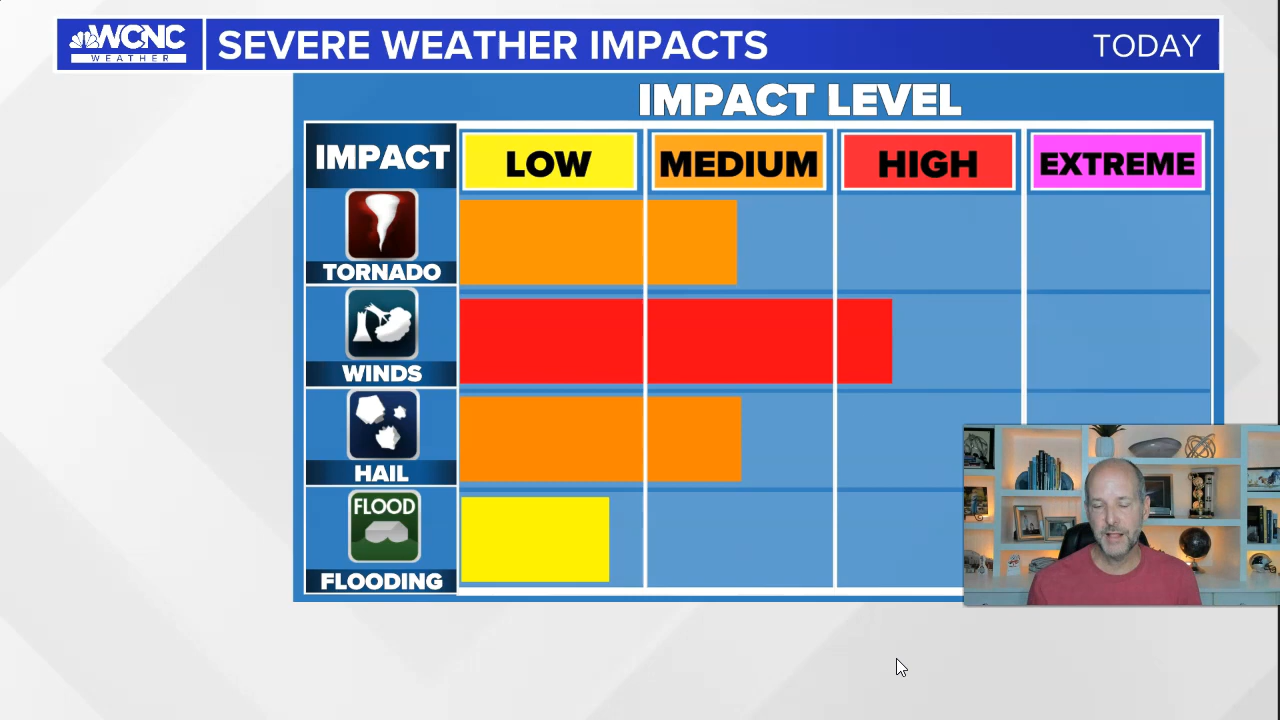 WCNC
WEATHER
SEVERE WEATHER IMPACTS
TODAY
IMPACT LEVEL
IMPACT
LOW
MEDIUM
HIGH
EXTREME
TORNADO
WINDS
HAIL
FLOOD
FLOODING